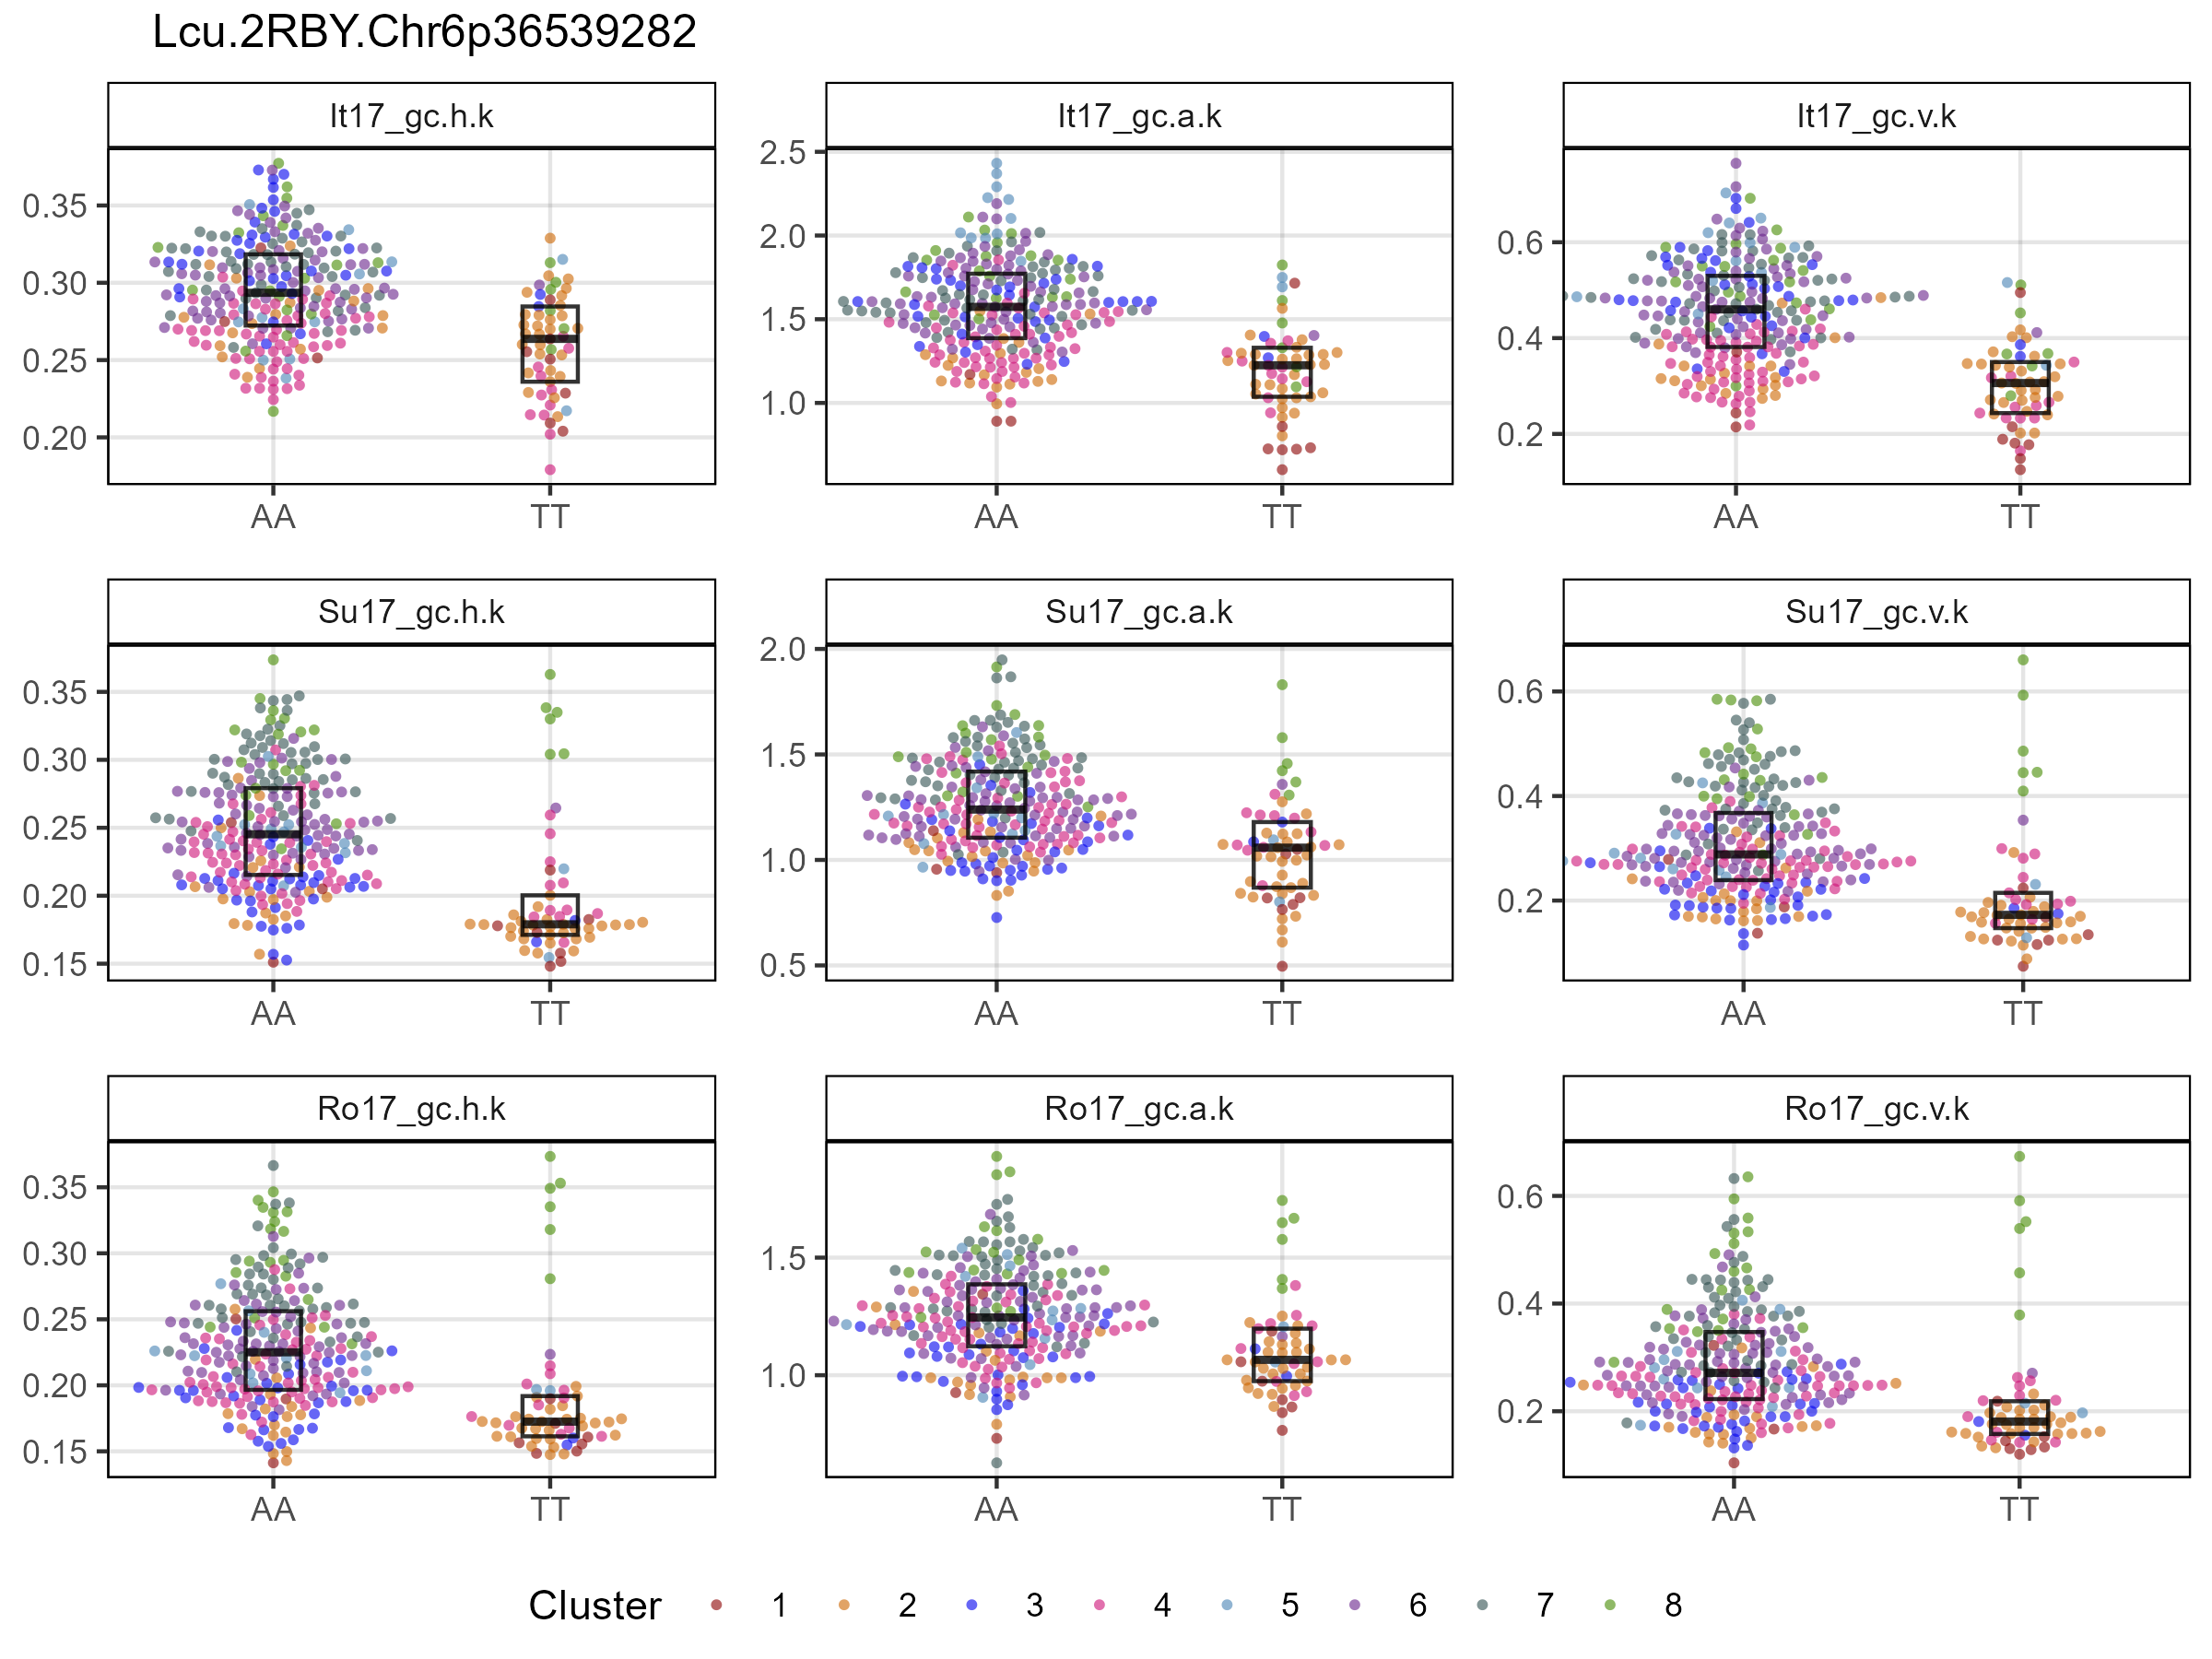 Lcu.2RBY.Chr6p36539282
It17_gc.h.k It17_gc.a.k It17_gc.v.k
0.35
0.30
0.25
0.20
AA TT
2.5
2.0
1.5
1.0
AA TT
0.6
0.4
0.2
AA TT
Su17_gc.h.k Su17_gc.a.k Su17_gc.v.k
0.35
0.30
0.25
0.20
0.15
AA TT
2.0
1.5
1.0
0.5
AA TT
0.6
0.4
0.2
AA TT
Ro17_gc.h.k Ro17_gc.a.k Ro17_gc.v.k
0.35
0.30
0.25
0.20
0.15
AA TT
1.5
1.0
AA TT
0.6
0.4
0.2
AA TT
Cluster 1 2 3 4 5 6 7 8